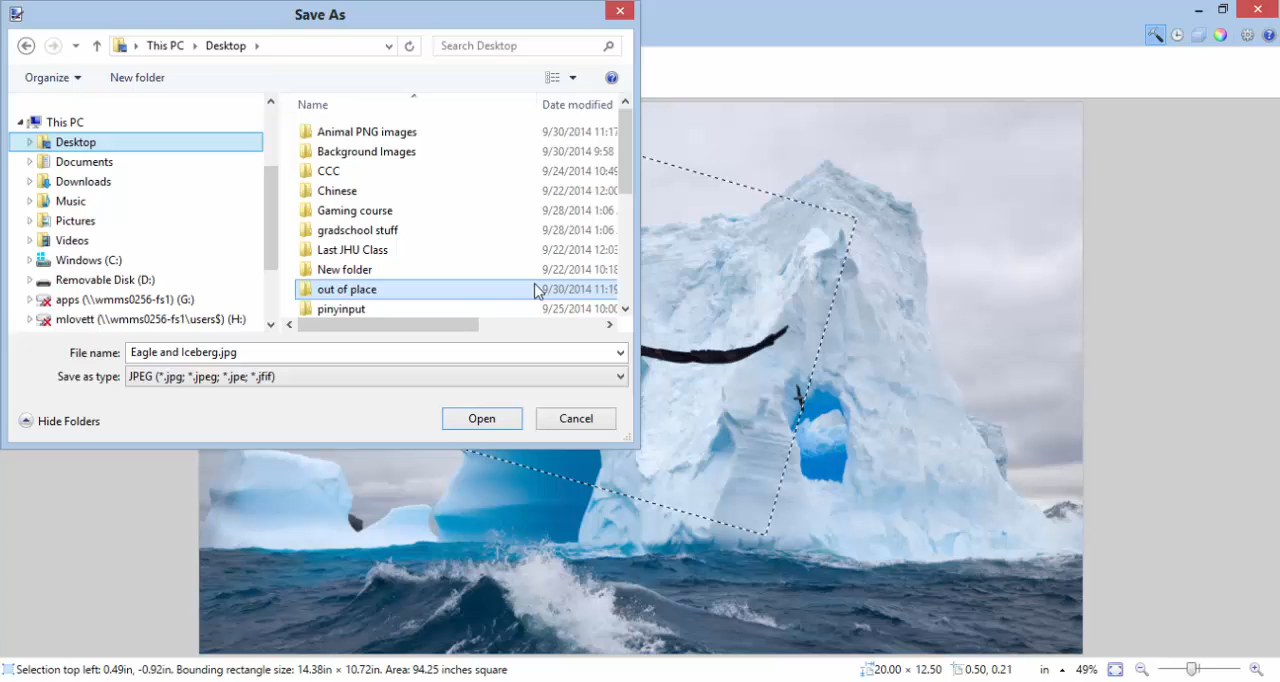 Save As
This PC Desktop
Search Desktop
Organize New folder
Name Date modified
This PC
Desktop
Documents
Downloads
Music
Pictures
Videos
Windows (C:)
Removable Disk (D:)
apps (\\wmms0256-fs1) (G:)
mlovett (\\wmms0256-fs1\users$) (H:)
Animal PNG images 9/30/2014 11:17
Background Images 9/30/2014 9:58
CCC 9/24/2014 10:49
Chinese 9/22/2014 12:00
Gaming course 9/28/2014 1:06
gradschool stuff 9/28/2014 1:06
Last JHU Class 9/22/2014 12:03
New folder 9/22/2014 10:18
out of place 9/30/2014 11:19
pinyinput 9/25/2014 10:00
File name: Eagle and Iceberg.jpg
Save as type: JPEG (*.jpg; *.jpeg; *.jpe; *.jfif)
Hide Folders Open Cancel
Selection top left: 0.49in, -0.92in. Bounding rectangle size: 14.38in × 10.72in. Area: 94.25 inches square 20.00 × 12.50 0.50, 0.21 in 49%